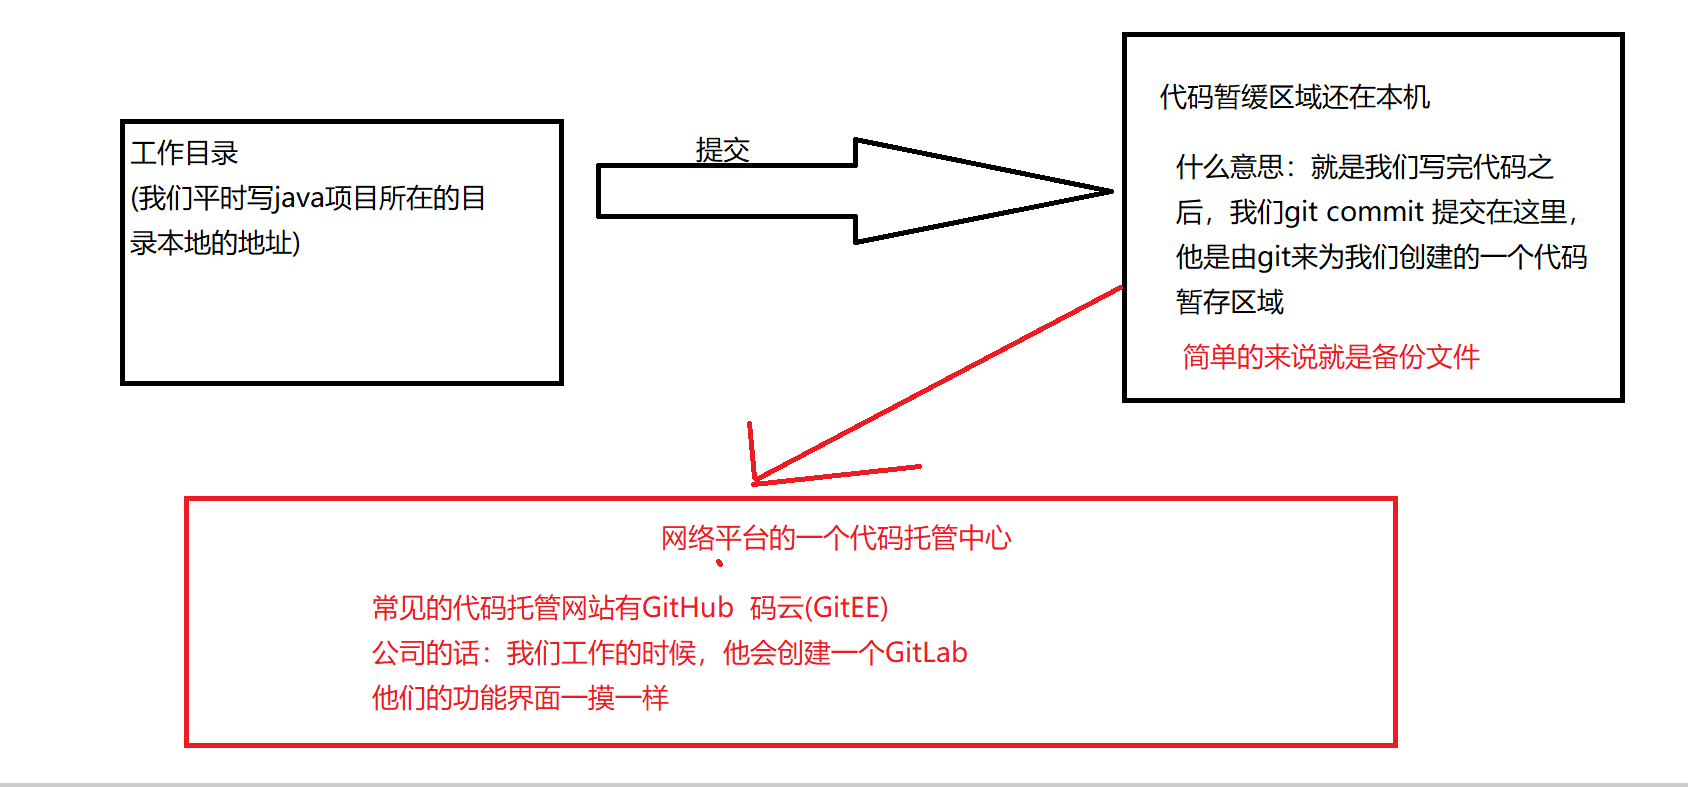 工作目录
(我们平时写java项目所在的目
录本地的地址)
提交
代码暂缓区域还在本机
什么意思：就是我们写完代码之
后，我们git commit 提交在这里，
他是由git来为我们创建的一个代码
暂存区域
简单的来说就是备份文件
网络平台的一个代码托管中心
常见的代码托管网站有GitHub  码云(GitEE)
公司的话：我们工作的时候，他会创建一个GitLab
他们的功能界面一摸一样